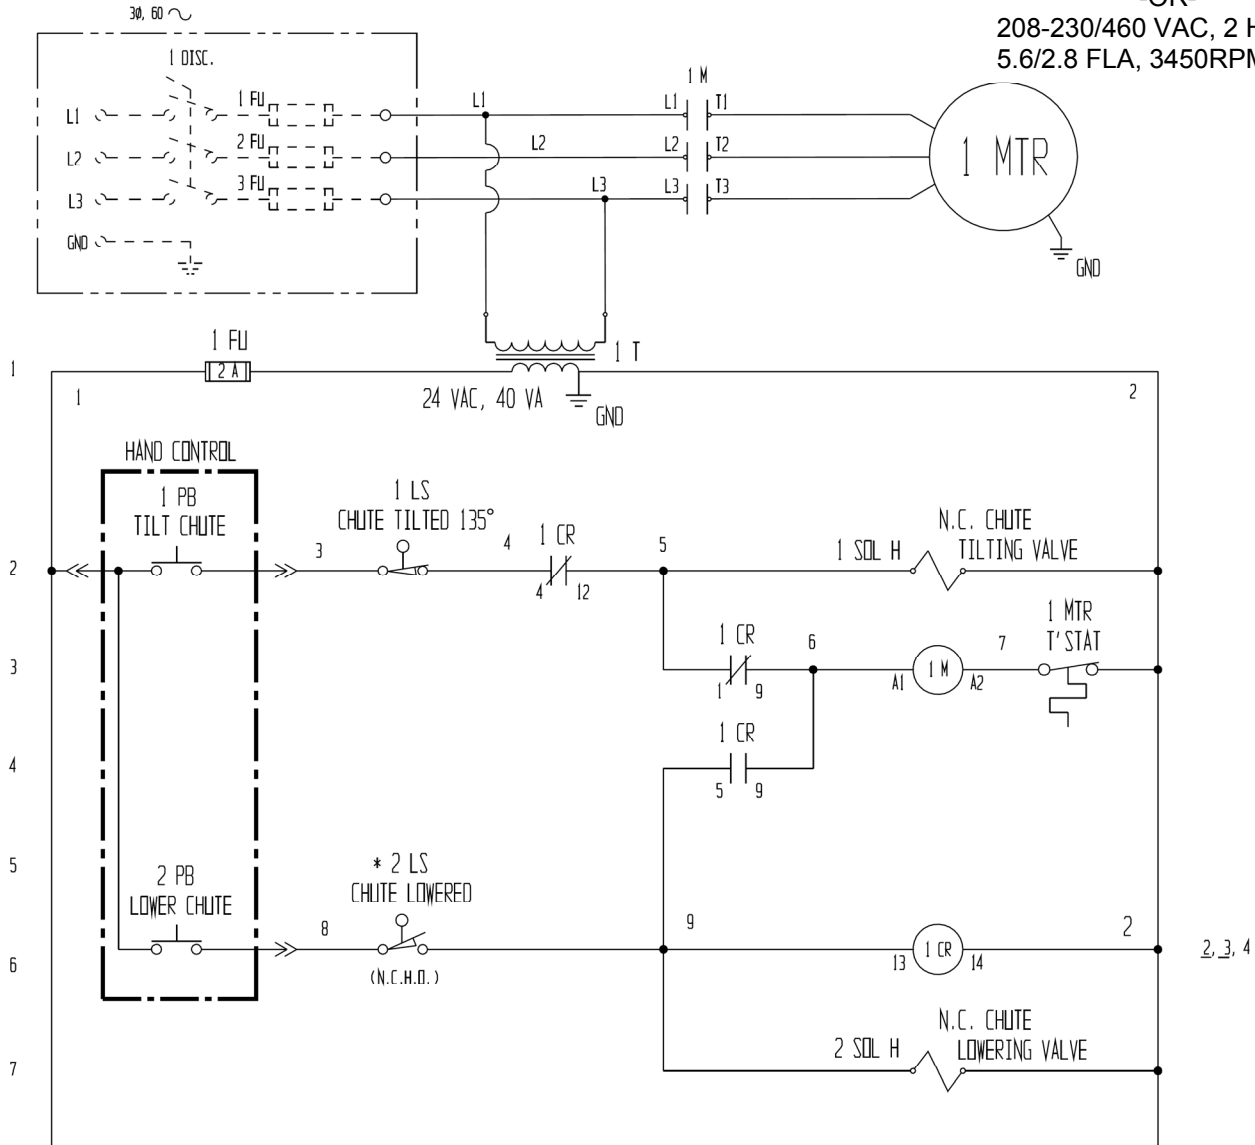 -OR-
208-230/460 VAC, 2 H
5.6/2.8 FLA, 3450RPM
3Ø, 60
1 DISC.
1 M
L1
1 FU
L1
L1
T1
L2
2 FU
L2
L2
T2
1 MTR
L3
3 FU
L3
L3
T3
GND
GND
1 FU
1 T
1
2 A
1
24 VAC, 40 VA
GND
2
HAND CONTROL
1 PB
TILT CHUTE
1 LS
CHUTE TILTED 135°
N.C. CHUTE
TILTING VALVE
3
4
1 CR
5
1 SOL H
2
4
12
1 MTR
T'STAT
1 CR
6
7
3
1
9
A1
1 M
A2
1 CR
4
5
9
5
2 PB
LOWER CHUTE
* 2 LS
CHUTE LOWERED
8
9
2
6
(N.C.H.O.)
13
1 CR
14
2, 3, 4
N.C. CHUTE
LOWERING VALVE
2 SOL H
7